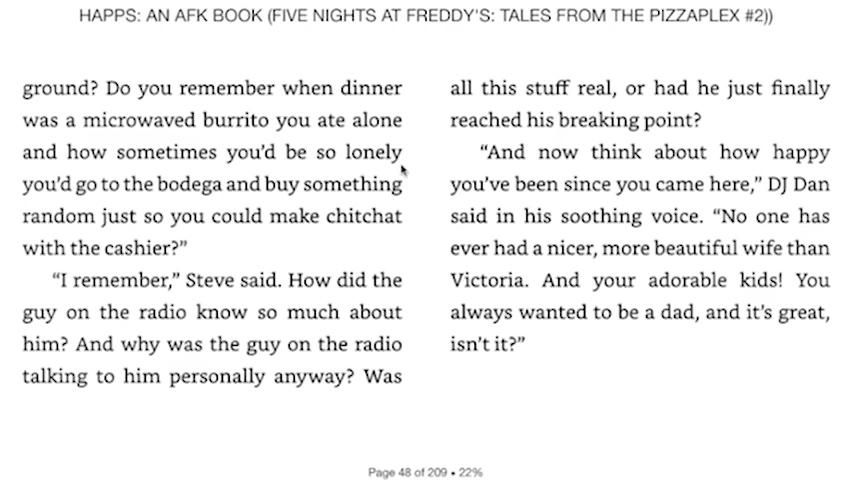 HAPPS: AN AFK BOOK (FIVE NIGHTS AT FREDDY'S: TALES FROM THE PIZZAPLEX #2))
ground? Do you remember when dinner
was a microwaved burrito you ate alone
and how sometimes you’d be so lonely
you’d go to the bodega and buy something
random just so you could make chitchat
with the cashier?”
“I remember,” Steve said. How did the
guy on the radio know so much about
him? And why was the guy on the radio
talking to him personally anyway? Was
all this stuff real, or had he just finally
reached his breaking point?
“And now think about how happy
you’ve been since you came here,” DJ Dan
said in his soothing voice. “No one has
ever had a nicer, more beautiful wife than
Victoria. And your adorable kids! You
always wanted to be a dad, and it’s great,
isn’t it?”
Page 48 of 209 • 22%